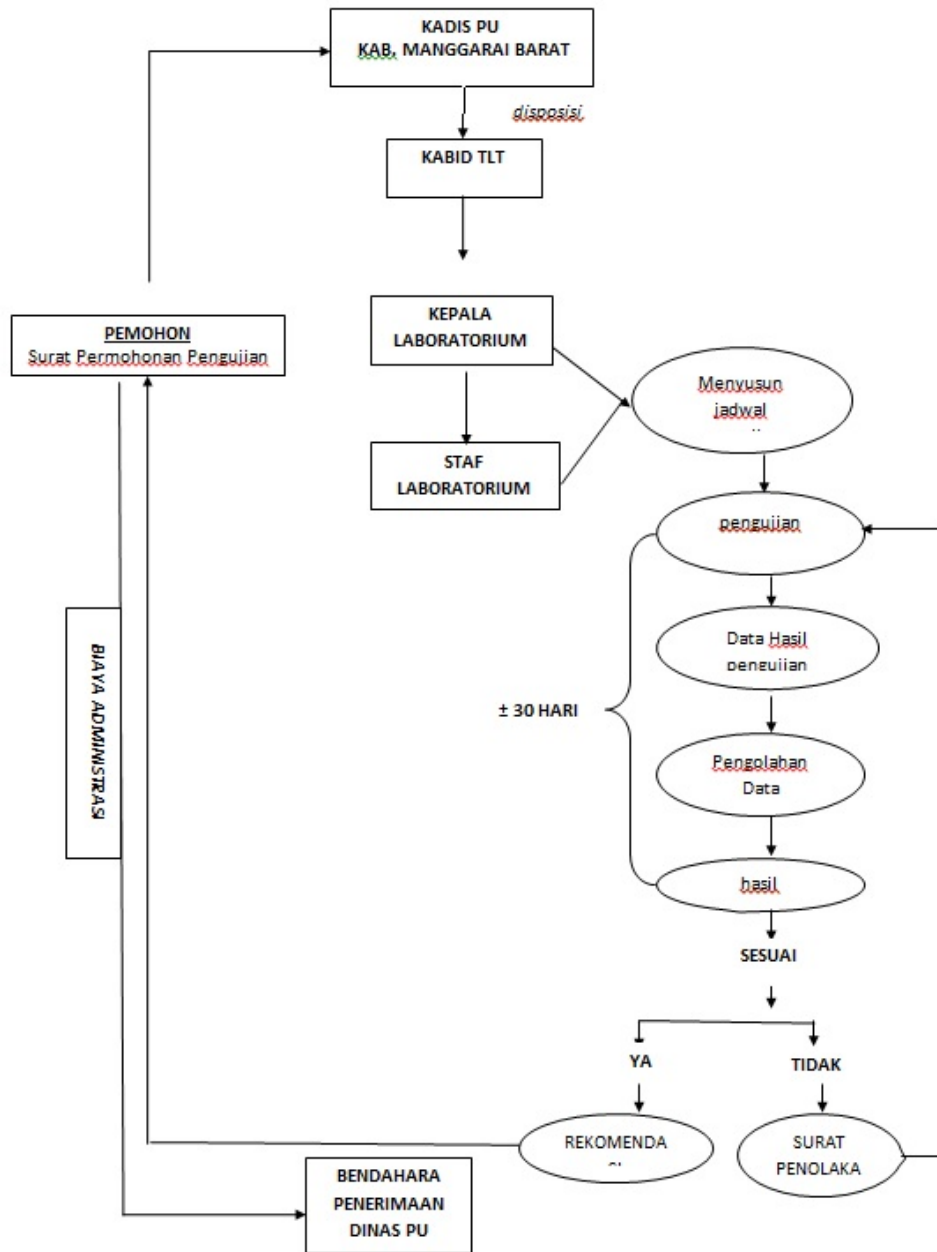 KADIS PU
KAB, MANGGARAI BARAT
disposisi,
KABID TLT
KEPALA
LABORATORIUM
PEMOHON
Surat Permohonan Pengujian
Menyusun
jadwal
STAF
LABORATORIUM
pengujian
Data Hasil
pengujian
± 30 HARI
BIAYA ADMINISTRASI
Pengolahan
Data
hasil
SESUAI
YA
TIDAK
REKOMENDA
SURAT
PENOLAKA
BENDAHARA
PENERIMAAN
DINAS PU